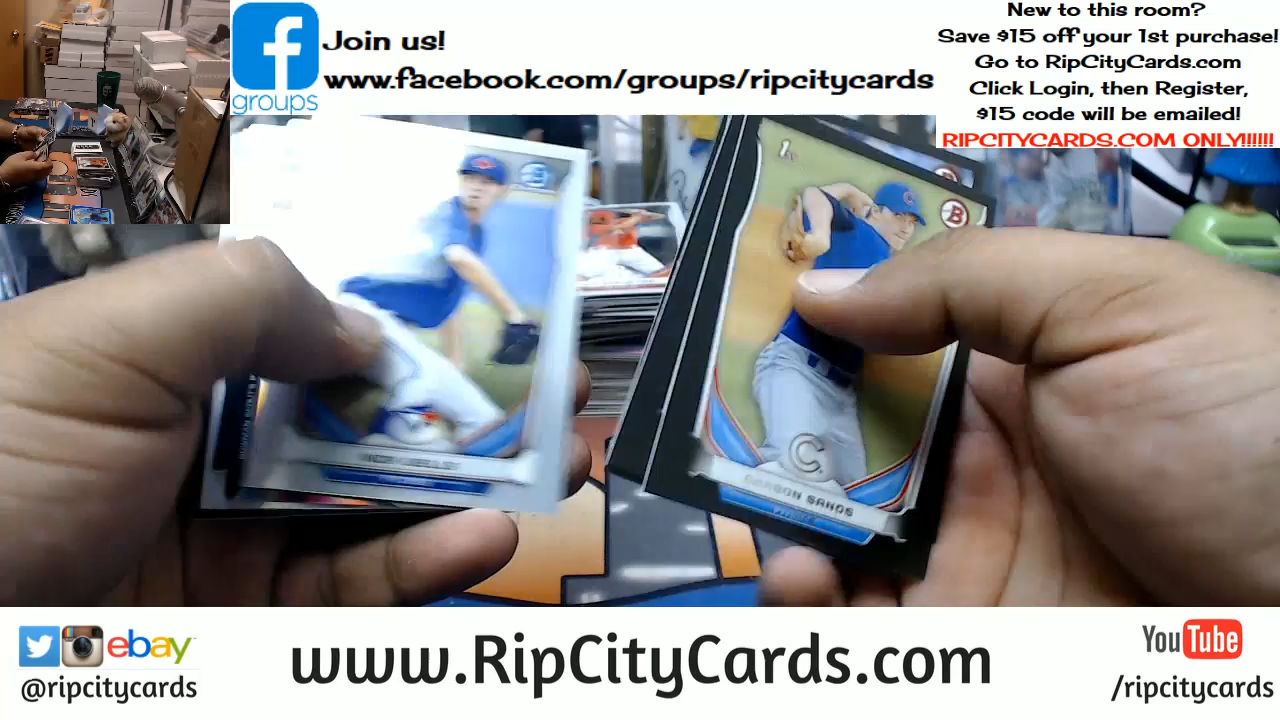 f
groups
Join us!
www.facebook.com/groups/ripcitycards
New to this room?
Save $15 off your 1st purchase!
Go to RipCityCards.com
Click Login, then Register,
$15 code will be emailed!
RIPCITYCARDS.COM ONLY!!!!!!
1st
B
C
SANDS
ebay
@ripcitycards
www.RipCityCards.com
YouTube
/ripcitycards